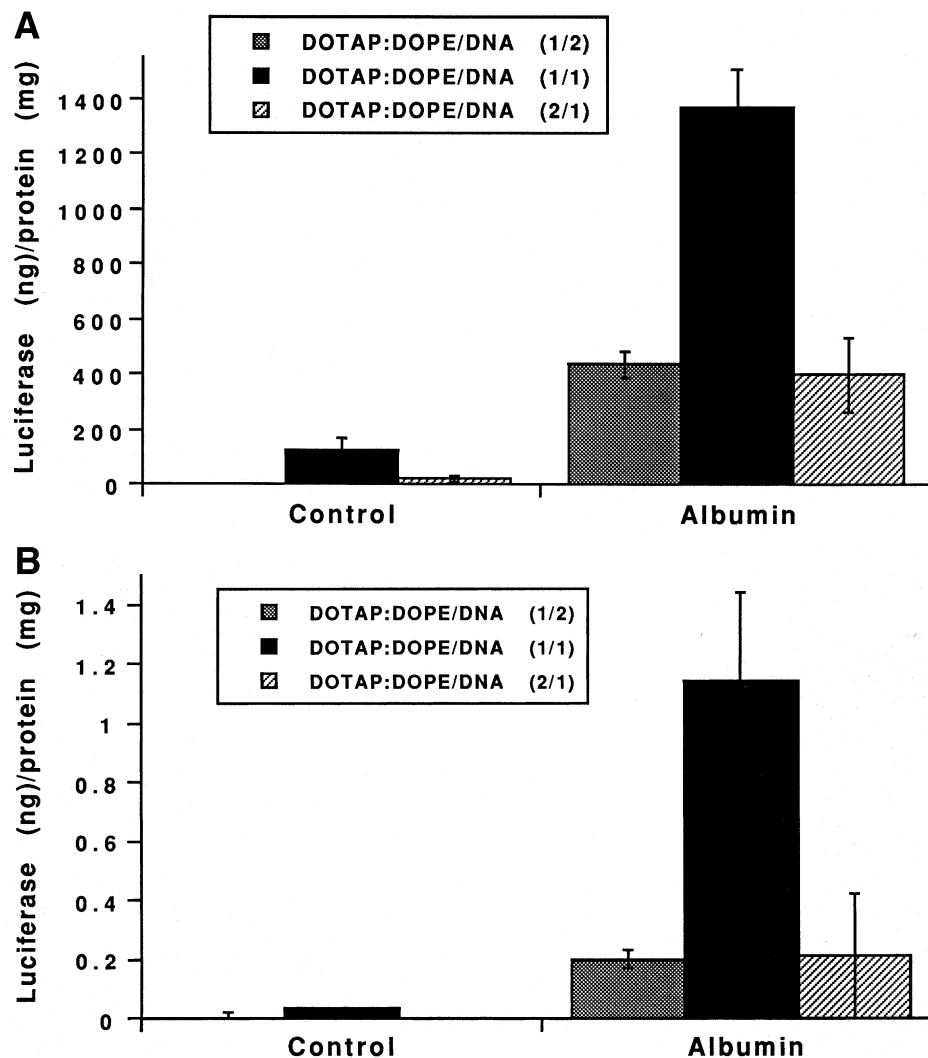 A
DOTAP:DOPE/DNA (1/2)
DOTAP:DOPE/DNA (1/1)
DOTAP:DOPE/DNA (2/1)
Luciferase (ng)/protein (mg)
1400
1200
1000
800
600
400
200
0
Control Albumin
B
DOTAP:DOPE/DNA (1/2)
DOTAP:DOPE/DNA (1/1)
DOTAP:DOPE/DNA (2/1)
Luciferase (ng)/protein (mg)
1.4
1.2
1
0.8
0.6
0.4
0.2
0
Control Albumin